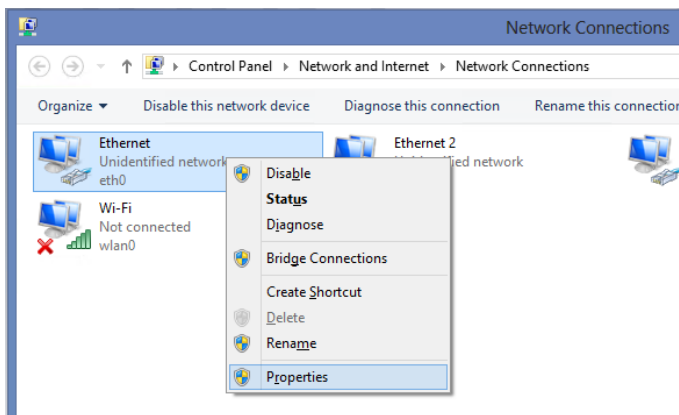 Network Connections
Control Panel Network and Internet Network Connections
Organize Disable this network device Diagnose this connection Rename this connection
Ethernet
Unidentified network
eth0
Ethernet 2
network
Wi-Fi
Not connected
wlan0
Disable
Status
Diagnose
Bridge Connections
Create Shortcut
Delete
Rename
Properties